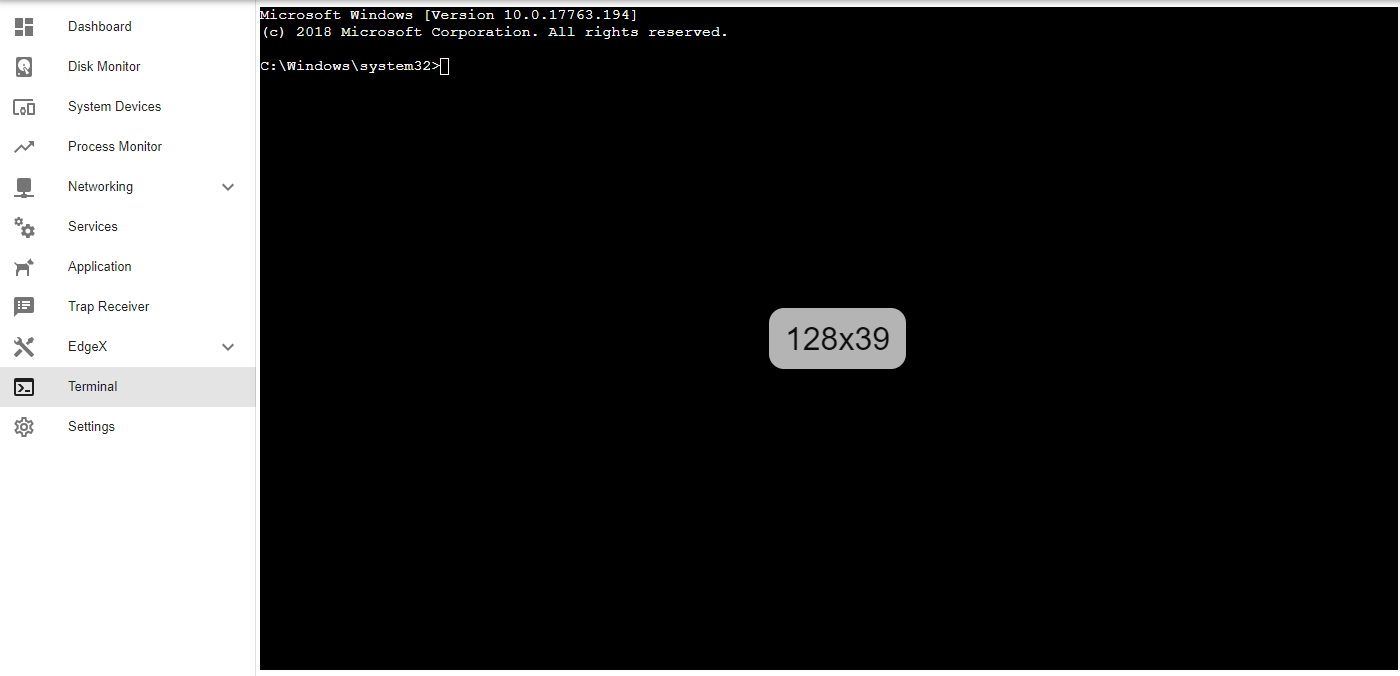 Dashboard
Disk Monitor
System Devices
Process Monitor
Networking
Services
Application
Trap Receiver
EdgeX
Terminal
Settings
Microsoft Windows [Version 10.0.17763.194]
(c) 2018 Microsoft Corporation. All rights reserved.
C:\Windows\system32>
128x39